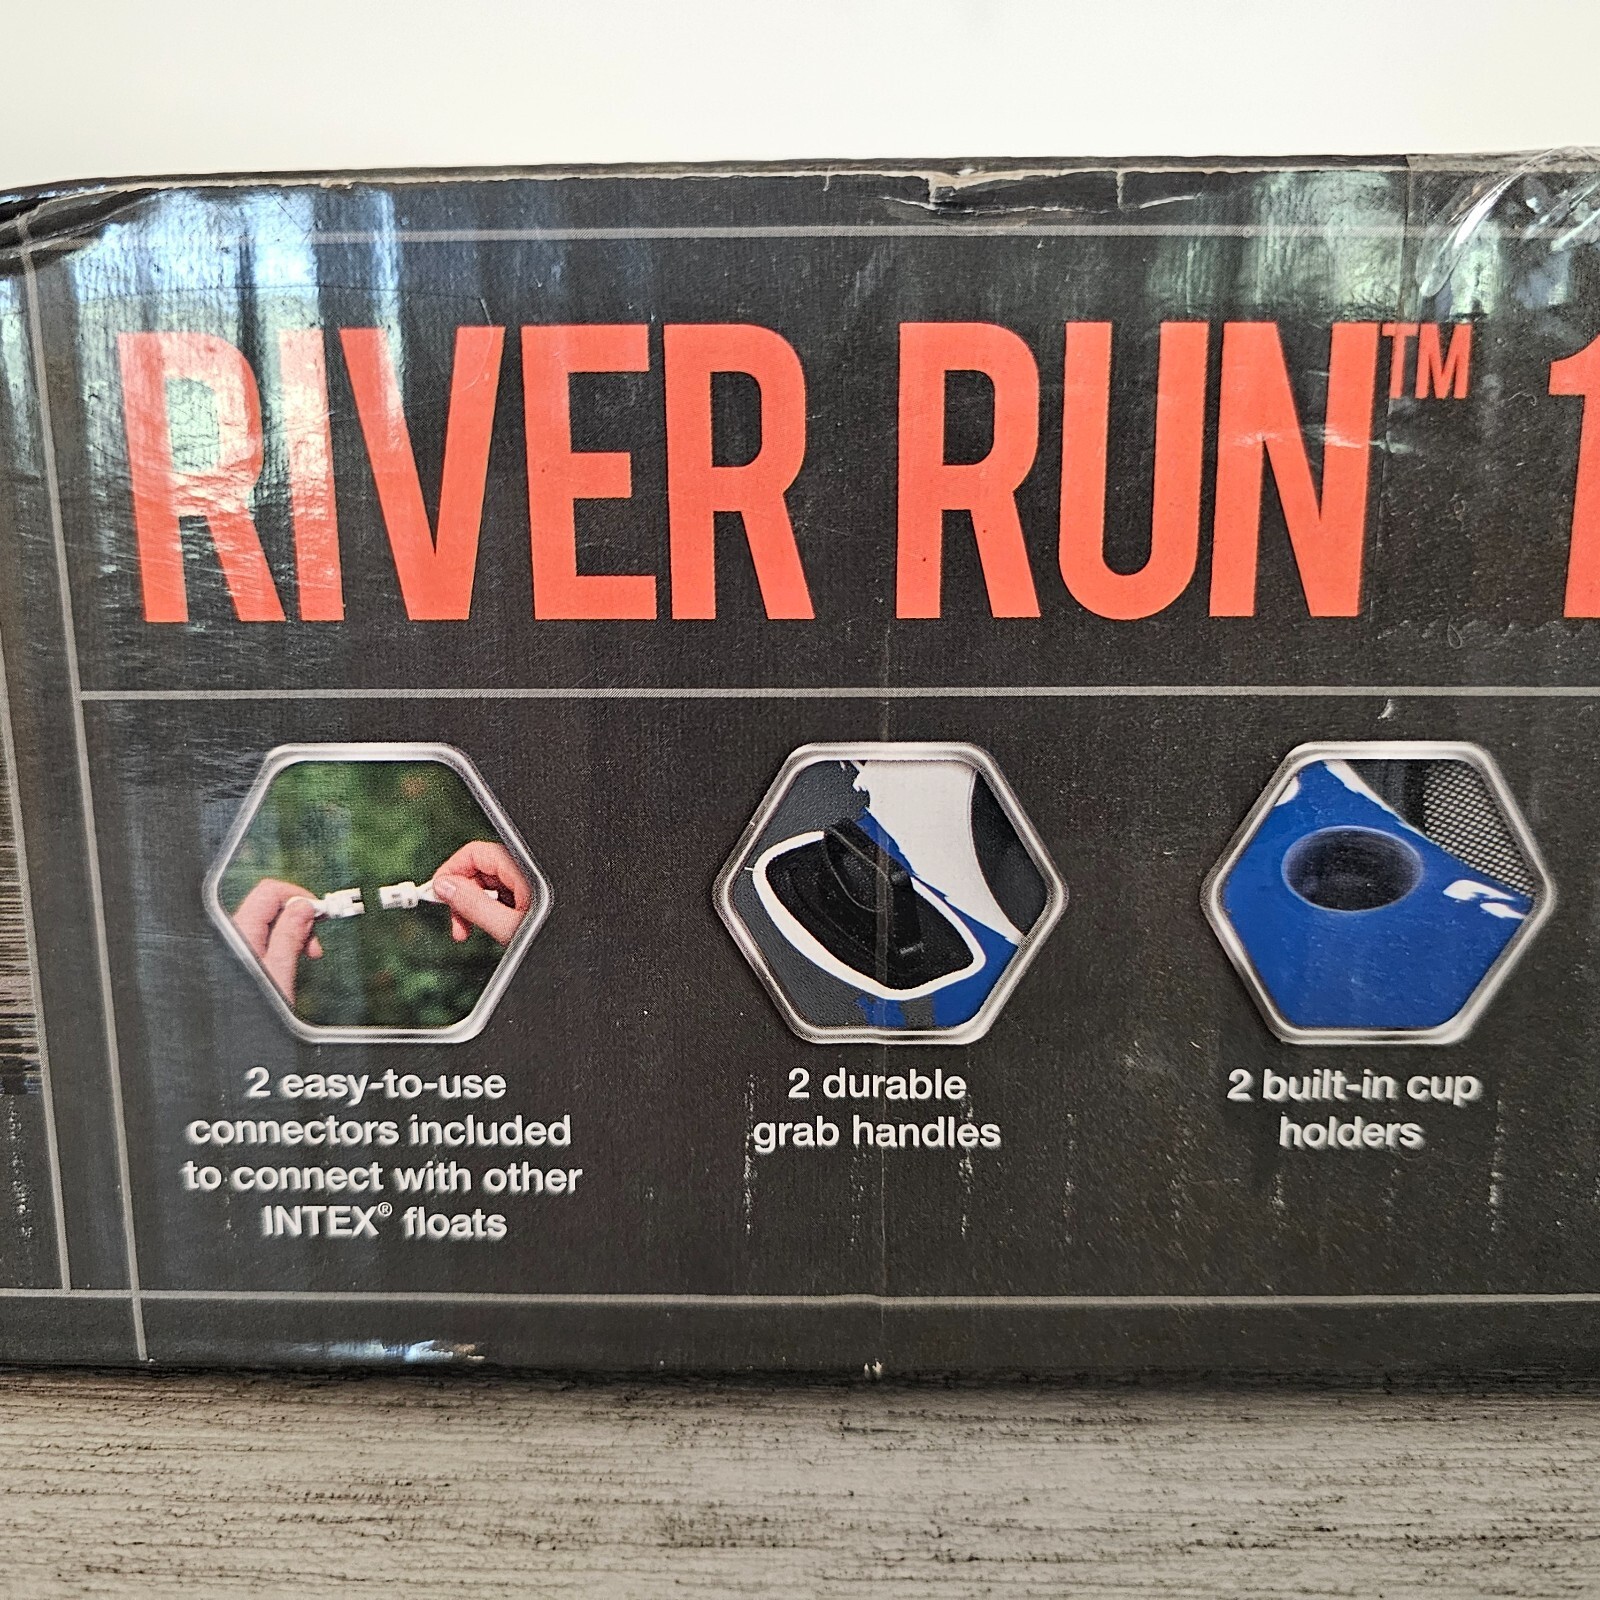 RIVER RUN™ 1
2 easy-to-use
connectors included
to connect with other
INTEX® floats
2 durable
grab handles
2 built-in cup
holders